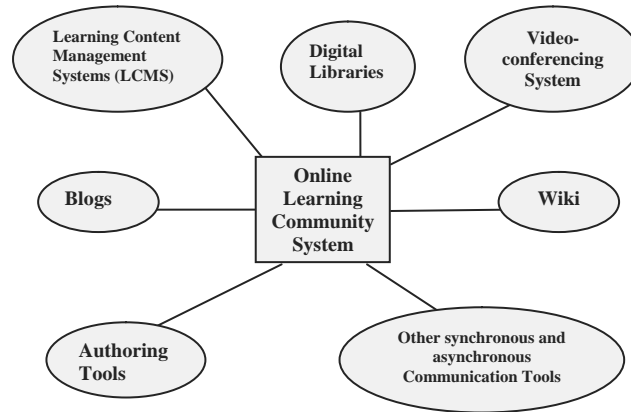 Learning Content
Management
Systems (LCMS)
Digital
Libraries
Video-
conferencing
System
Online
Learning
Community
System
Blogs
Wiki
Authoring
Tools
Other synchronous and
asynchronous
Communication Tools